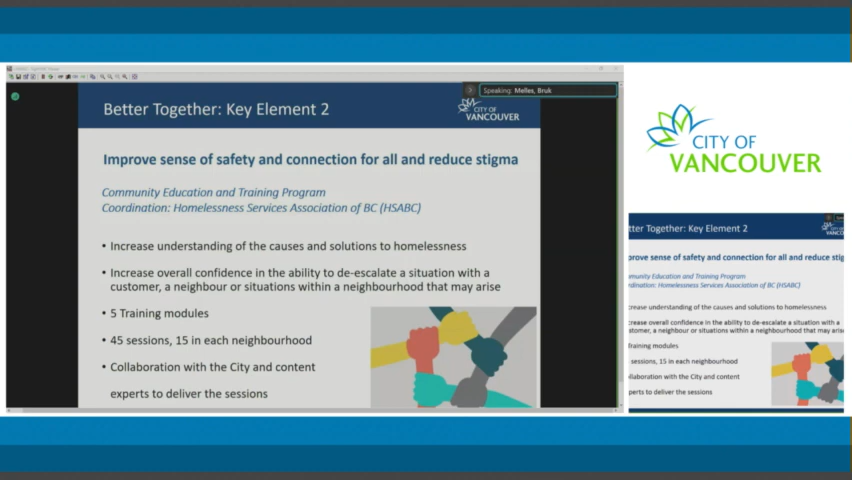 Speaking: Melles, Bruk
Better Together: Key Element 2
CITY OF
VANCOUVER
Improve sense of safety and connection for all and reduce stigma
Community Education and Training Program
Coordination: Homelessness Services Association of BC (HSABC)
• Increase understanding of the causes and solutions to homelessness
• Increase overall confidence in the ability to de-escalate a situation with a
customer, a neighbour or situations within a neighbourhood that may arise
• 5 Training modules
• 45 sessions, 15 in each neighbourhood
• Collaboration with the City and content
experts to deliver the sessions
CITY OF
VANCOUVER
tter Together: Key Element 2
CITY
VANCO
prove sense of safety and connection for all and reduce stig
mmunity Education and Training Program
rdination: Homelessness Services Association of BC (HSABC)
crease understanding of the causes and solutions to homelessness
crease overall confidence in the ability to de-escalate a situation with a
stomer, a neighbour or situations within a neighbourhood that may arise
raining modules
sessions, 15 in each neighbourhood
llaboration with the City and content
perts to deliver the sessions